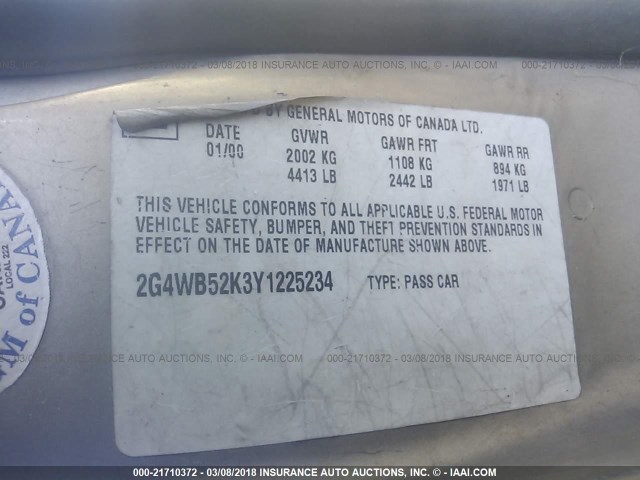 000-21710372 - 03/08/2018 INSURANCE AUTO AUCTIONS, INC. - © - IAAI.COM
BY GENERAL MOTORS OF CANADA LTD.
DATE GVWR GAWR FRT GAWR RR
01/00 2002 KG 1108 KG 894 KG
4413 LB 2442 LB 1971 LB
THIS VEHICLE CONFORMS TO ALL APPLICABLE U.S. FEDERAL MOTOR
VEHICLE SAFETY, BUMPER, AND THEFT PREVENTION STANDARDS IN
EFFECT ON THE DATE OF MANUFACTURE SHOWN ABOVE.
2G4WB52K3Y1225234 TYPE: PASS CAR
LOCAL 222
of CANA
000-21710372 - 03/08/2018 INSURANCE AUTO AUCTIONS, INC. - © - IAAI.COM
000-21710372 - 03/08/2018 INSURANCE AUTO AUCTIONS, INC. - © - IAAI.COM